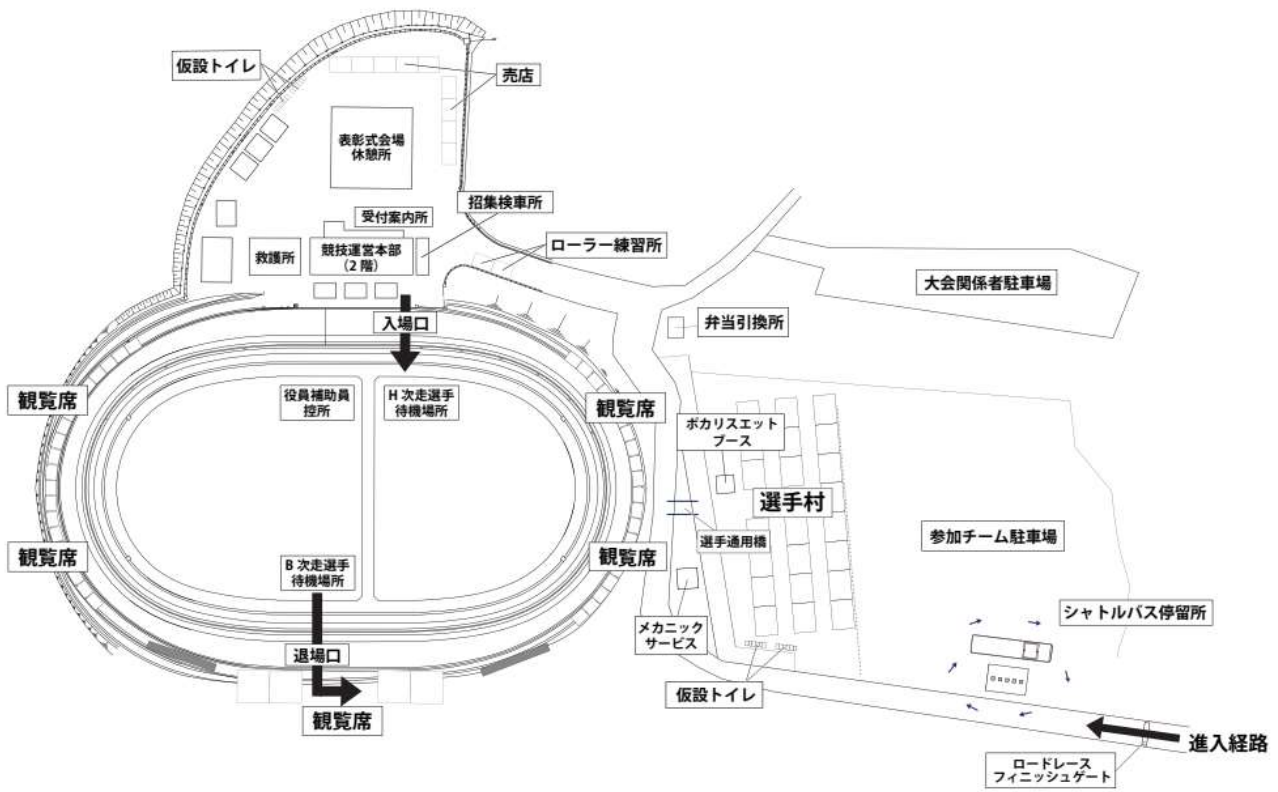 仮設トイレ
売店
表彰式会場
休憩所
招集検車所
受付案内所
ローラー練習所
救護所
競技運営本部
（2 階）
大会関係者駐車場
入場口
弁当引換所
観覧席
役員補助員
控所
H 次走選手
待機場所
観覧席
ポカリスエット
ブース
選手村
選手通用橋
参加チーム駐車場
観覧席
B 次走選手
待機場所
観覧席
シャトルバス停留所
メカニック
サービス
退場口
仮設トイレ
観覧席
進入経路
ロードレース
フィニッシュゲート